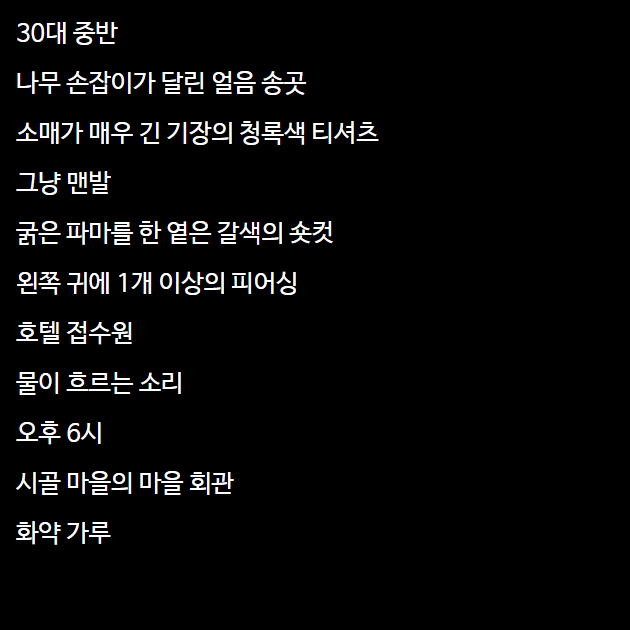 30대 중반
나무 손잡이가 달린 얼음 송곳
소매가 매우 긴 기장의 청록색 티셔츠
그냥 맨발
굵은 파마를 한 옅은 갈색의 숏컷
왼쪽 귀에 1개 이상의 피어싱
호텔 접수원
물이 흐르는 소리
오후 6시
시골 마을의 마을 회관
화약 가루